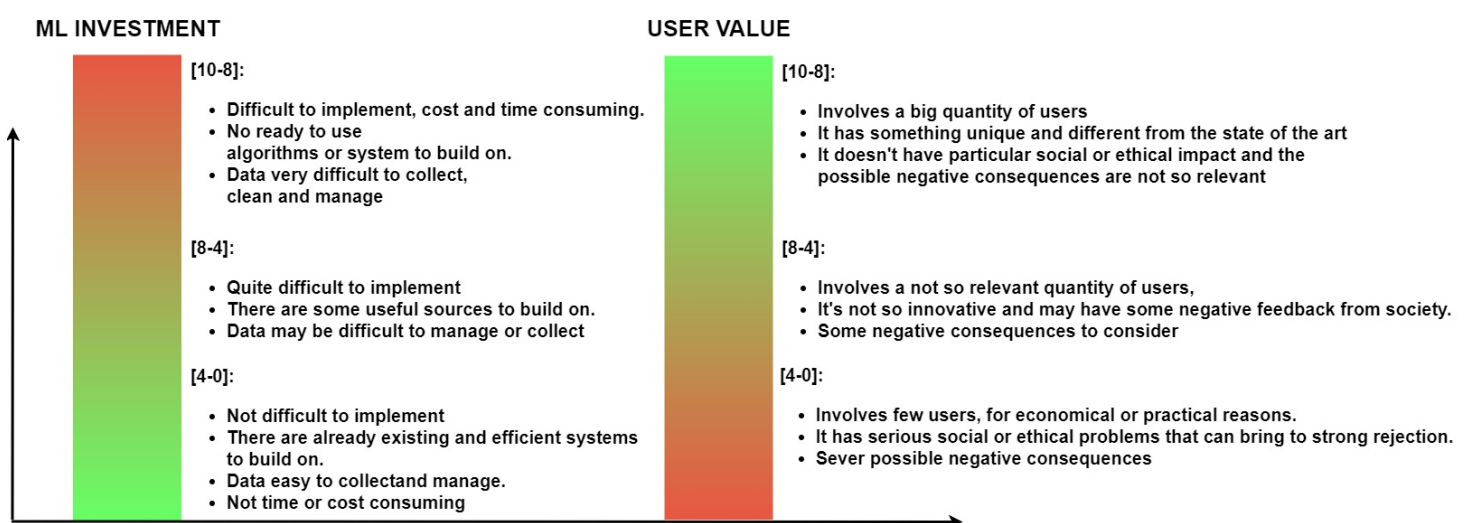 ML INVESTMENT
[10-8]:
• Difficult to implement, cost and time consuming.
• No ready to use
algorithms or system to build on.
• Data very difficult to collect,
clean and manage
[8-4]:
• Quite difficult to implement
• There are some useful sources to build on.
• Data may be difficult to manage or collect
[4-0]:
• Not difficult to implement
• There are already existing and efficient systems
to build on.
• Data easy to collectand manage.
• Not time or cost consuming
USER VALUE
[10-8]:
• Involves a big quantity of users
• It has something unique and different from the state of the art
• It doesn't have particular social or ethical impact and the
possible negative consequences are not so relevant
[8-4]:
• Involves a not so relevant quantity of users,
• It's not so innovative and may have some negative feedback from society.
• Some negative consequences to consider
[4-0]:
• Involves few users, for economical or practical reasons.
• It has serious social or ethical problems that can bring to strong rejection.
• Sever possible negative consequences